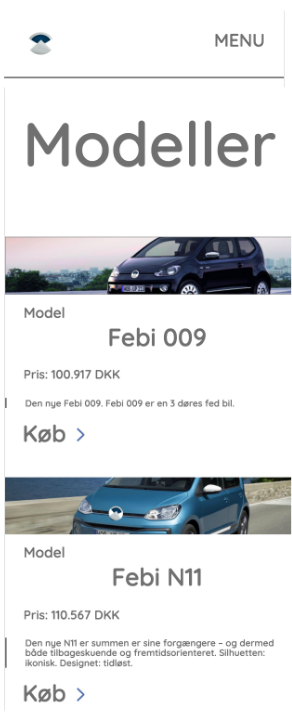 MENU
Modeller
Model
Febi 009
Pris: 100.917 DKK
Den nye Febi 009. Febi 009 er en 3 døres fed bil.
Køb >
Model
Febi N11
Pris: 110.567 DKK
Den nye N11 er summen er sine forgængere – og dermed
både tilbageskuende og fremtidsorienteret. Silhuetten:
ikonisk. Designet: tidløst.
Køb >